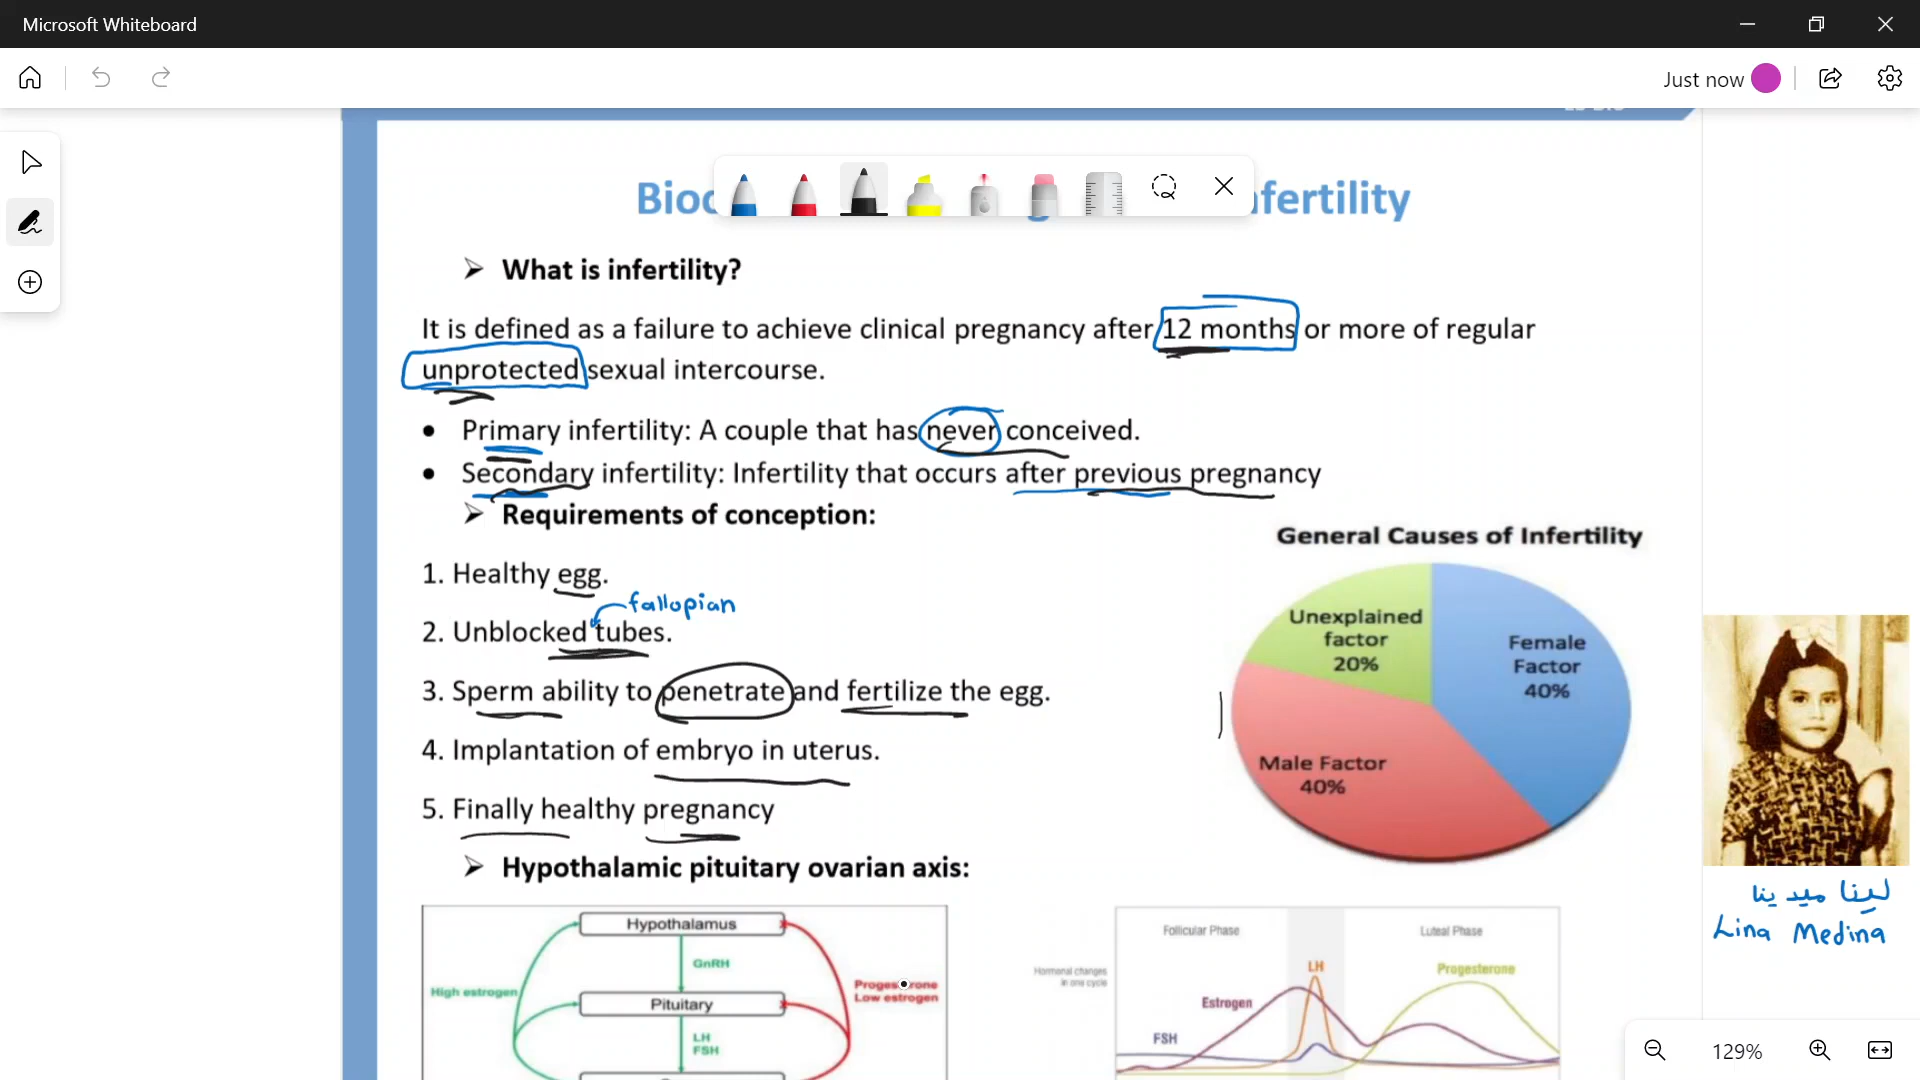 Microsoft Whiteboard
Just now
What is infertility?
It is defined as a failure to achieve clinical pregnancy after 12 months or more of regular
unprotected sexual intercourse.
Primary infertility: A couple that has never conceived.
Secondary infertility: Infertility that occurs after previous pregnancy
Requirements of conception:
1. Healthy egg.
fallopian
2. Unblocked tubes.
3. Sperm ability to penetrate and fertilize the egg.
4. Implantation of embryo in uterus.
5. Finally healthy pregnancy
General Causes of Infertility
Unexplained
factor
20%
Female
Factor
40%
Male Factor
40%
لينا ميدينا
Lina Medina
Hypothalamic pituitary ovarian axis:
Hypothalamus
GnRH
High estrogen
Pituitary
Progesterone
Low estrogen
LH
FSH
Follicular Phase
Luteal Phase
Hormonal changes
in one cycle
LH
Progesterone
Estrogen
FSH
129%